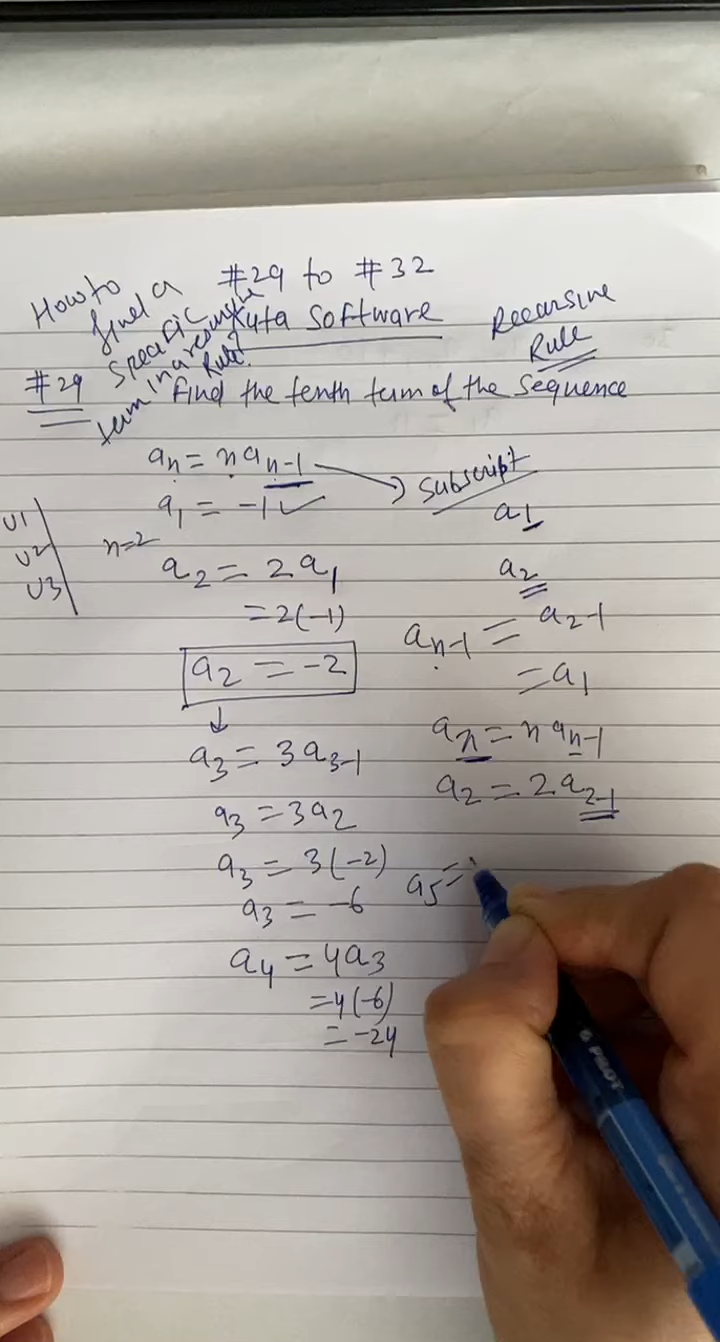 #29 to #32
How to find a specific term in a recursive Rule?
Kuta Software
Recursive
Rule
#29
Find the tenth term of the sequence
aₙ = n aₙ₋₁
subscript
a₁ = -1 ✓
a₁
U1
U2
U3
n=2
a₂ = 2a₁
a₂
= 2(-1)
aₙ₋₁ = a₂₋₁
a₂ = -2
= a₁
↓
aₙ = n aₙ₋₁
a₃ = 3a₃₋₁
a₂ = 2a₂₋₁
a₃ = 3a₂
a₃ = 3(-2)
a₅ =
a₃ = -6
a₄ = 4a₃
= 4(-6)
= -24
PILOT